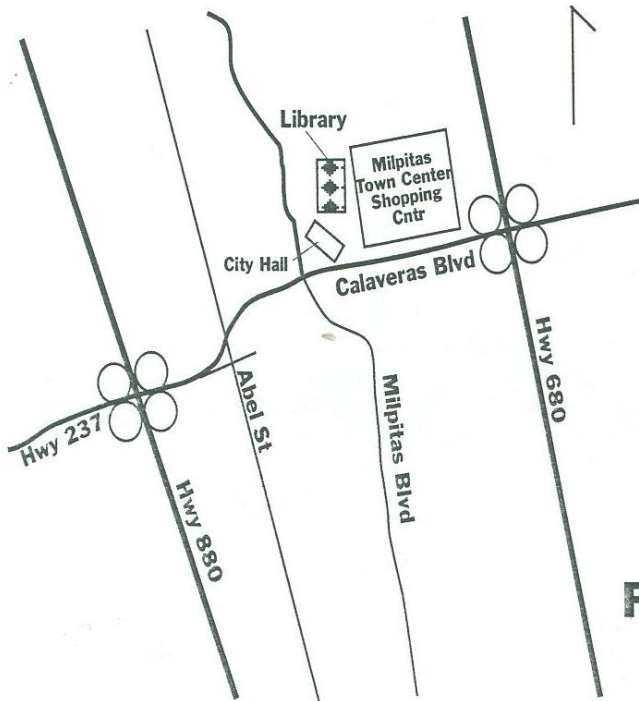 Library
Milpitas
Town Center
Shopping
Cntr
City Hall
Calaveras Blvd
Hwy 680
Hwy 237
Abel St
Milpitas Blvd
Hwy 880